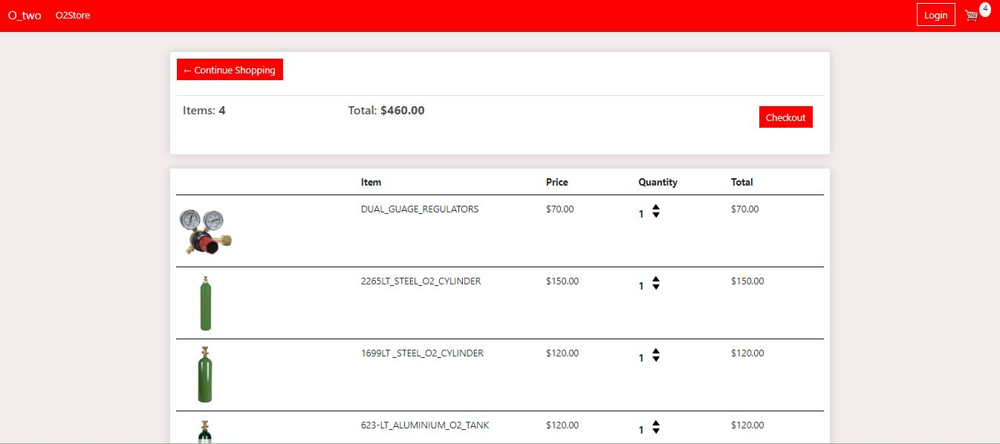 O_two O2Store Login 4
← Continue Shopping
Items: 4 Total: $460.00 Checkout
Item Price Quantity Total
DUAL_GUAGE_REGULATORS $70.00 1 $70.00
2265LT_STEEL_O2_CYLINDER $150.00 1 $150.00
1699LT _STEEL_O2_CYLINDER $120.00 1 $120.00
623-LT_ALUMINIUM_O2_TANK $120.00 1 $120.00